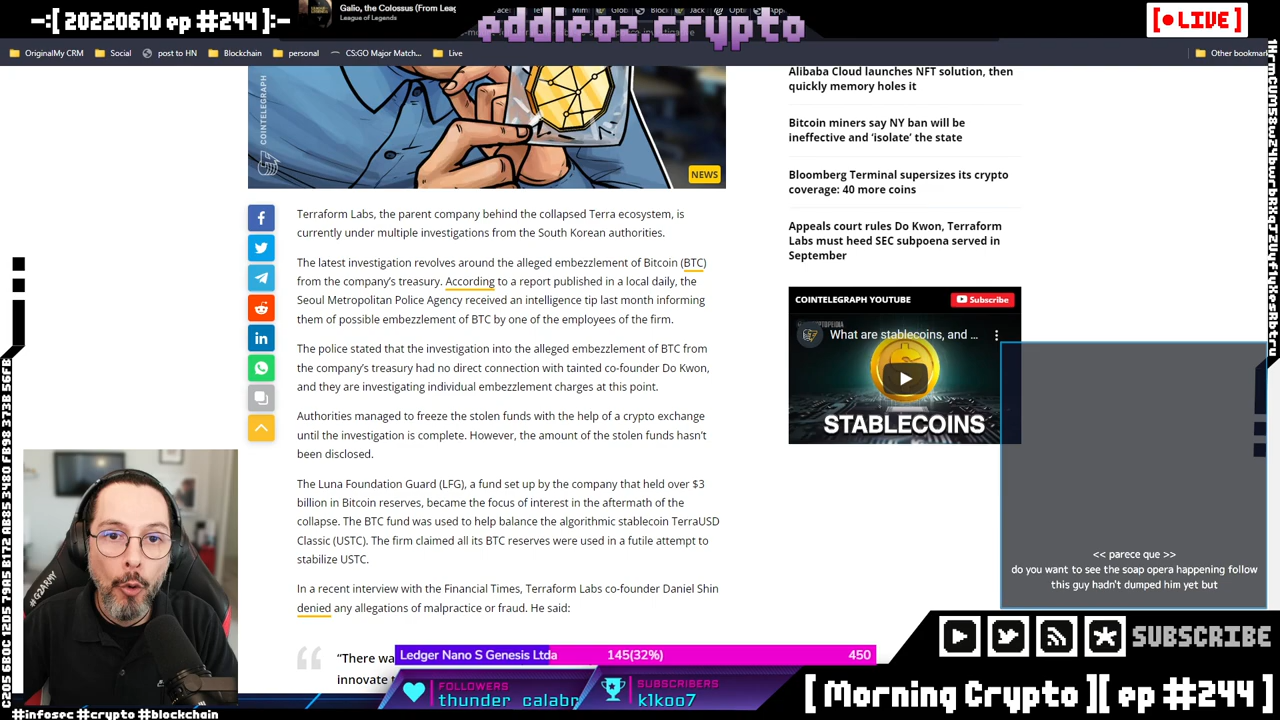 -:[ 20220610 ep #244 ]:-
Galio, the Colossus (From Leag
League of Legends
eddieoz.crypto
[ • LIVE ]
OriginalMy CRM
Social
post to HN
Blockchain
personal
CS:GO Major Match...
Live
Other bookmar
COINTELEGRAPH
NEWS
Terraform Labs, the parent company behind the collapsed Terra ecosystem, is
currently under multiple investigations from the South Korean authorities.
The latest investigation revolves around the alleged embezzlement of Bitcoin (BTC)
from the company's treasury. According to a report published in a local daily, the
Seoul Metropolitan Police Agency received an intelligence tip last month informing
them of possible embezzlement of BTC by one of the employees of the firm.
The police stated that the investigation into the alleged embezzlement of BTC from
the company's treasury had no direct connection with tainted co-founder Do Kwon,
and they are investigating individual embezzlement charges at this point.
Authorities managed to freeze the stolen funds with the help of a crypto exchange
until the investigation is complete. However, the amount of the stolen funds hasn't
been disclosed.
The Luna Foundation Guard (LFG), a fund set up by the company that held over $3
billion in Bitcoin reserves, became the focus of interest in the aftermath of the
collapse. The BTC fund was used to help balance the algorithmic stablecoin TerraUSD
Classic (USTC). The firm claimed all its BTC reserves were used in a futile attempt to
stabilize USTC.
In a recent interview with the Financial Times, Terraform Labs co-founder Daniel Shin
denied any allegations of malpractice or fraud. He said:
"There wa
innovate
Alibaba Cloud launches NFT solution, then
quickly memory holes it
Bitcoin miners say NY ban will be
ineffective and 'isolate' the state
Bloomberg Terminal supersizes its crypto
coverage: 40 more coins
Appeals court rules Do Kwon, Terraform
Labs must heed SEC subpoena served in
September
COINTELEGRAPH YOUTUBE
Subscribe
What are stablecoins, and ...
STABLECOINS
<< parece que >>
do you want to see the soap opera happening follow
this guy hadn't dumped him yet but
Ledger Nano S Genesis Ltda
145(32%)
450
FOLLOWERS
thunder_calabr
SUBSCRIBERS
k1koo7
SUBSCRIBE
[ Morning Crypto ][ ep #244 ]
#infosec #crypto #blockchain